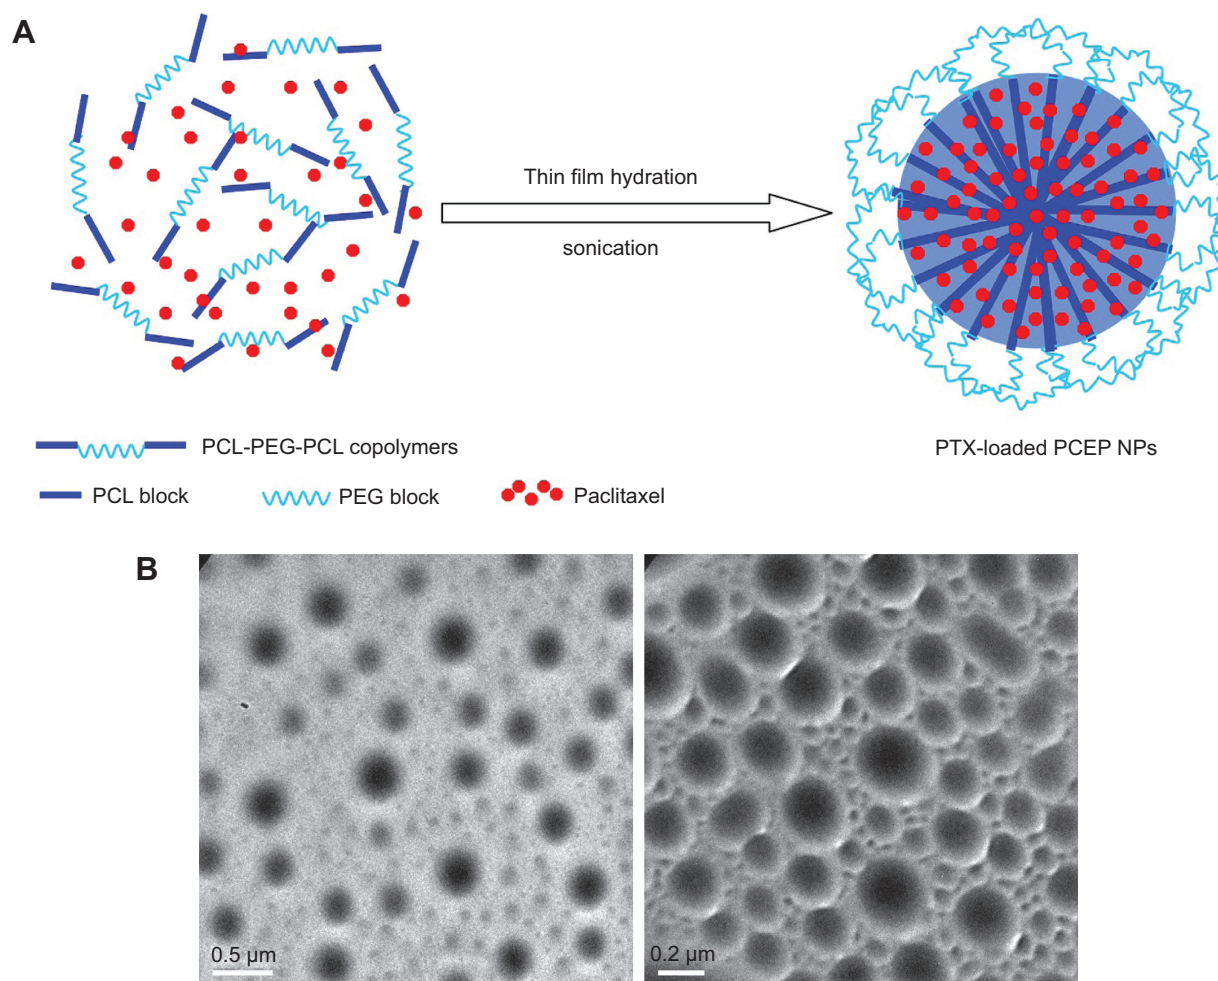 A
Thin film hydration
sonication
PCL-PEG-PCL copolymers
PTX-loaded PCEP NPs
PCL block
PEG block
Paclitaxel
B
0.5 µm
0.2 µm